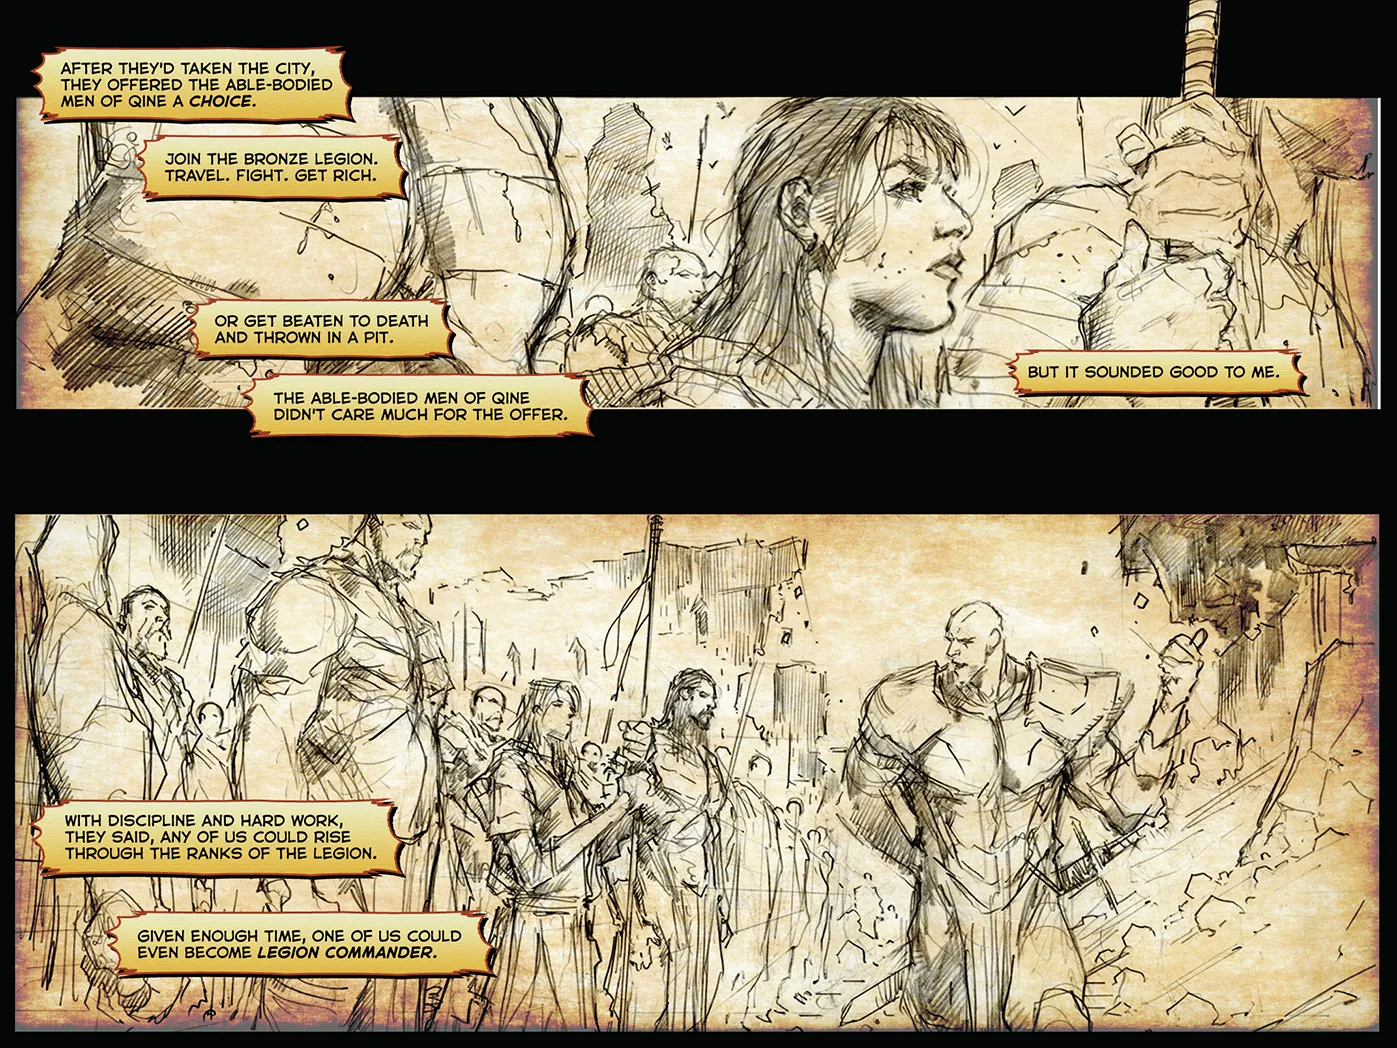 AFTER THEY'D TAKEN THE CITY,
THEY OFFERED THE ABLE-BODIED
MEN OF QINE A CHOICE.
JOIN THE BRONZE LEGION.
TRAVEL. FIGHT. GET RICH.
OR GET BEATEN TO DEATH
AND THROWN IN A PIT.
THE ABLE-BODIED MEN OF QINE
DIDN'T CARE MUCH FOR THE OFFER.
BUT IT SOUNDED GOOD TO ME.
WITH DISCIPLINE AND HARD WORK,
THEY SAID, ANY OF US COULD RISE
THROUGH THE RANKS OF THE LEGION.
GIVEN ENOUGH TIME, ONE OF US COULD
EVEN BECOME LEGION COMMANDER.